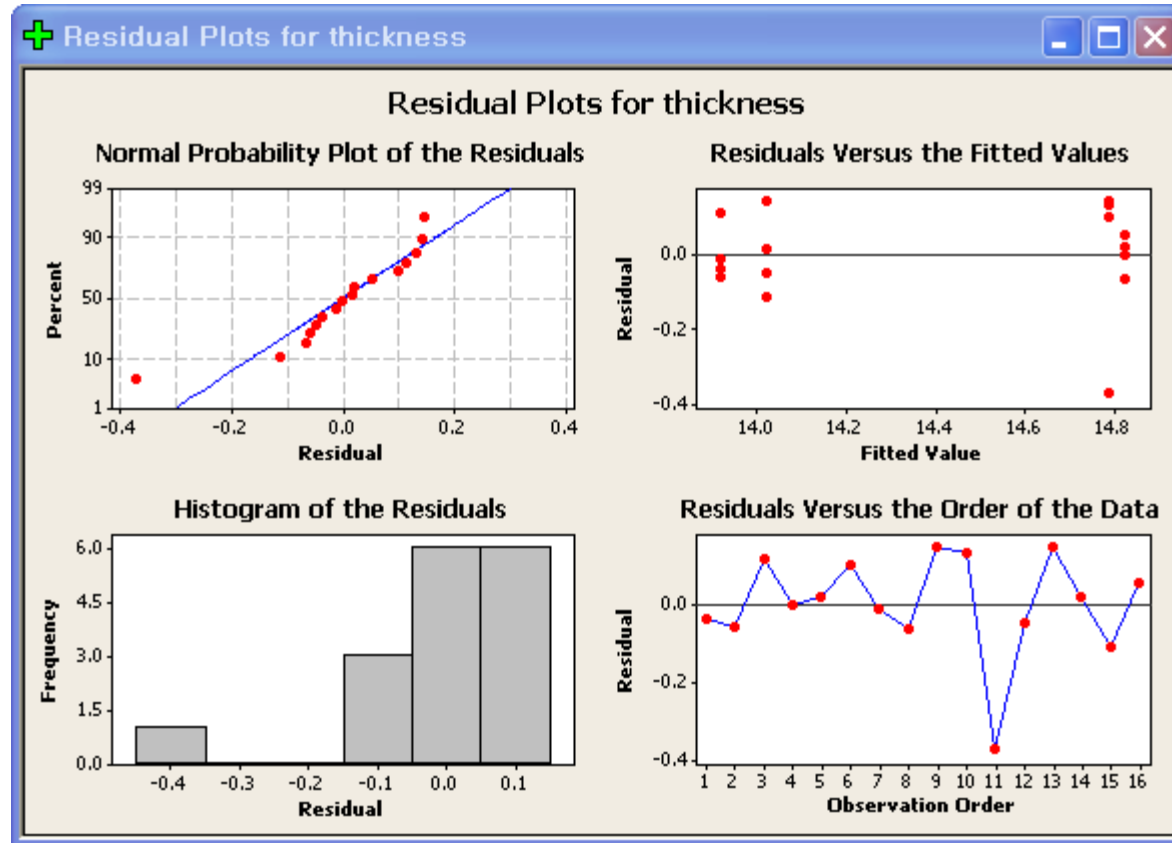 Residual Plots for thickness
Residual Plots for thickness
Normal Probability Plot of the Residuals
99
90
50
10
1
Percent
-0.4 -0.2 0.0 0.2 0.4
Residual
Residuals Versus the Fitted Values
0.0
-0.2
-0.4
Residual
14.0 14.2 14.4 14.6 14.8
Fitted Value
Histogram of the Residuals
6.0
4.5
3.0
1.5
0.0
Frequency
-0.4 -0.3 -0.2 -0.1 0.0 0.1
Residual
Residuals Versus the Order of the Data
0.0
-0.2
-0.4
Residual
1 2 3 4 5 6 7 8 9 10 11 12 13 14 15 16
Observation Order